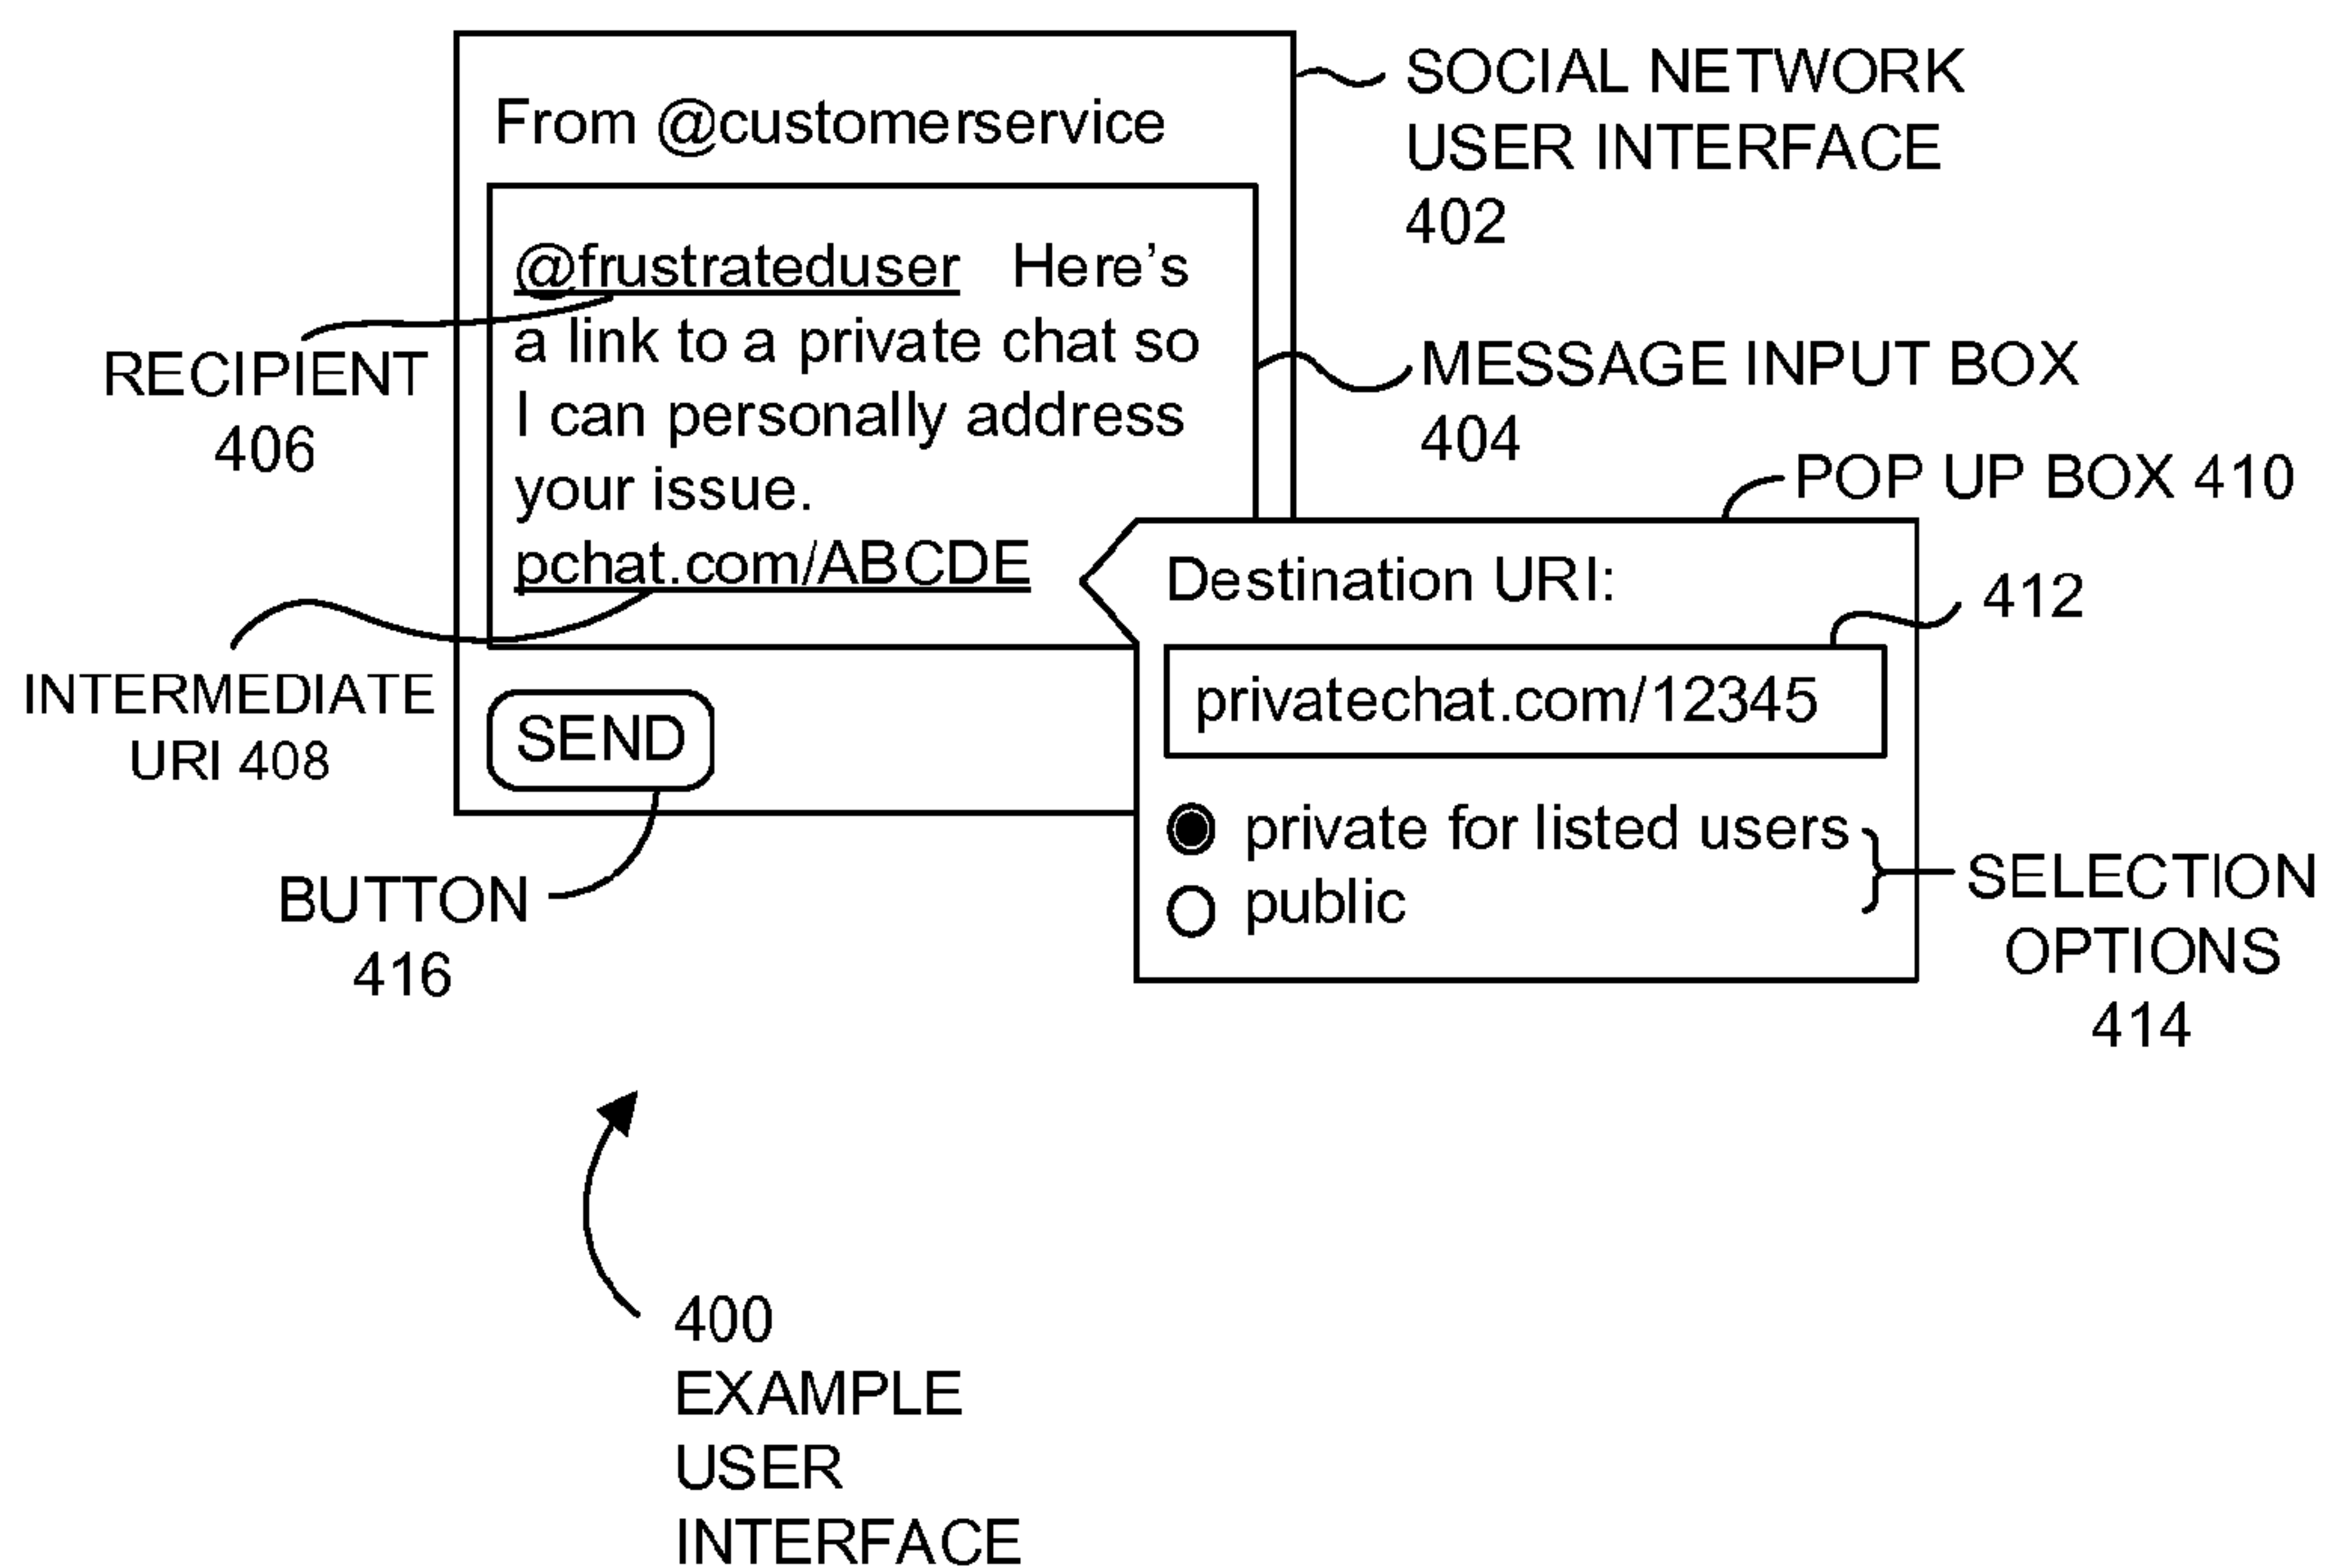 From @customerservice
@frustrateduser Here's
a link to a private chat so
I can personally address
your issue.
pchat.com/ABCDE
SEND
SOCIAL NETWORK
USER INTERFACE
402
RECIPIENT
406
MESSAGE INPUT BOX
404
POP UP BOX 410
Destination URI:
412
privatechat.com/12345
private for listed users
public
INTERMEDIATE
URI 408
BUTTON
416
SELECTION
OPTIONS
414
400
EXAMPLE
USER
INTERFACE